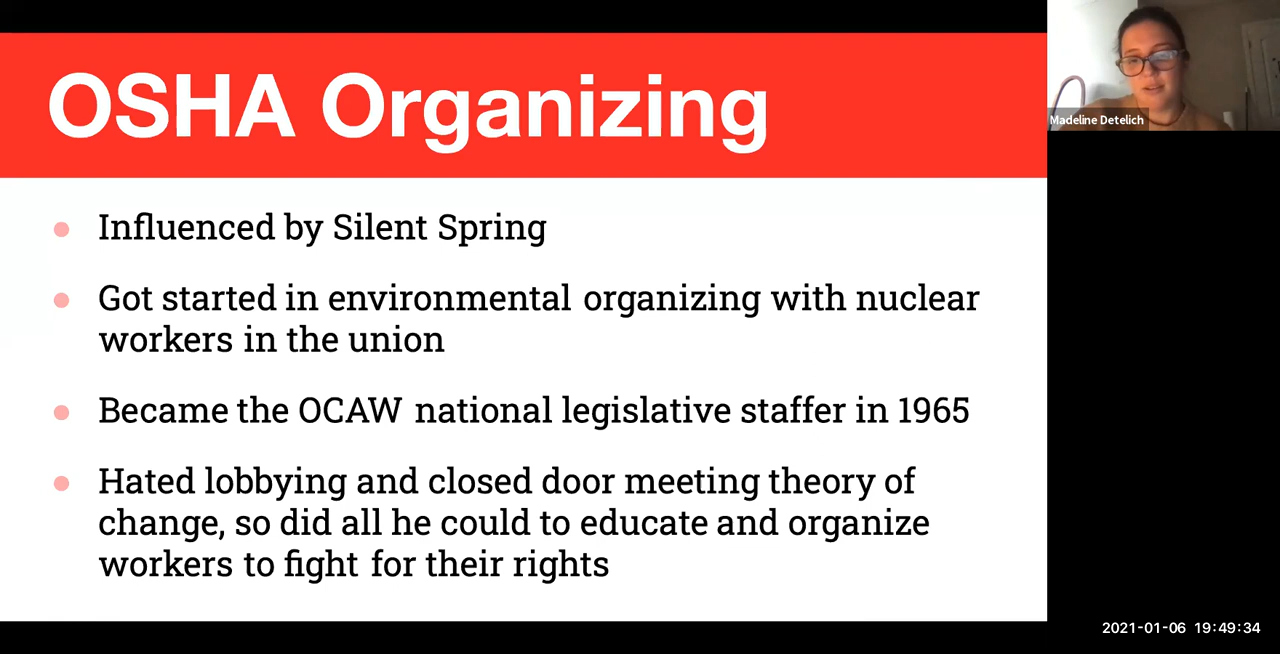 OSHA Organizing
Madeline Detelich
Influenced by Silent Spring
Got started in environmental organizing with nuclear
workers in the union
Became the OCAW national legislative staffer in 1965
Hated lobbying and closed door meeting theory of
change, so did all he could to educate and organize
workers to fight for their rights
2021-01-06 19:49:34